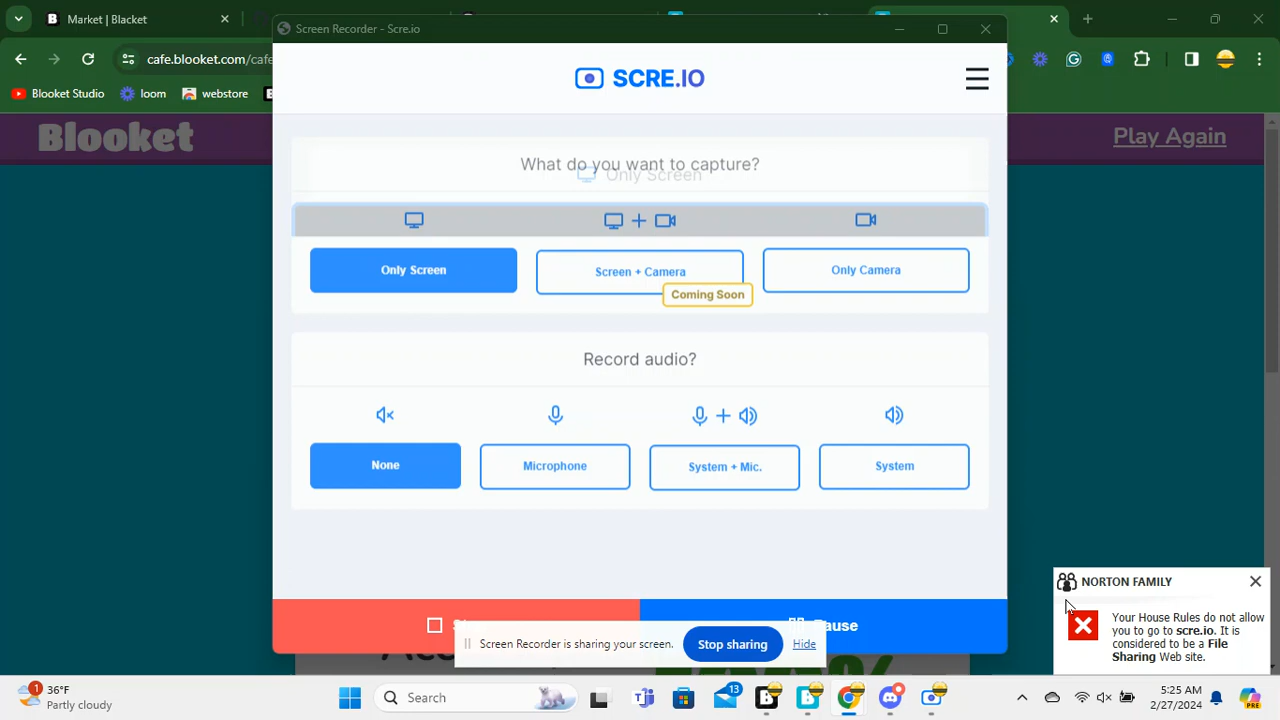 Market | Blacket
Screen Recorder - Scre.io
cafe.blooket.com/cafe
Blooket Studio
loom
webstore
SCRE.IO
Blooket
Play Again
What do you want to capture?
Only Screen
Only Screen
Screen + Camera
Only Camera
Coming Soon
Record audio?
None
Microphone
System + Mic.
System
Pause
Screen Recorder is sharing your screen.
Stop sharing
Hide
NORTON FAMILY
Your House Rules do not allow
you to go to scre.io. It is
considered to be a File
Sharing Web site.
1
36°F
Partly cloudy
Search
13
PRE
5:25 AM
2/27/2024